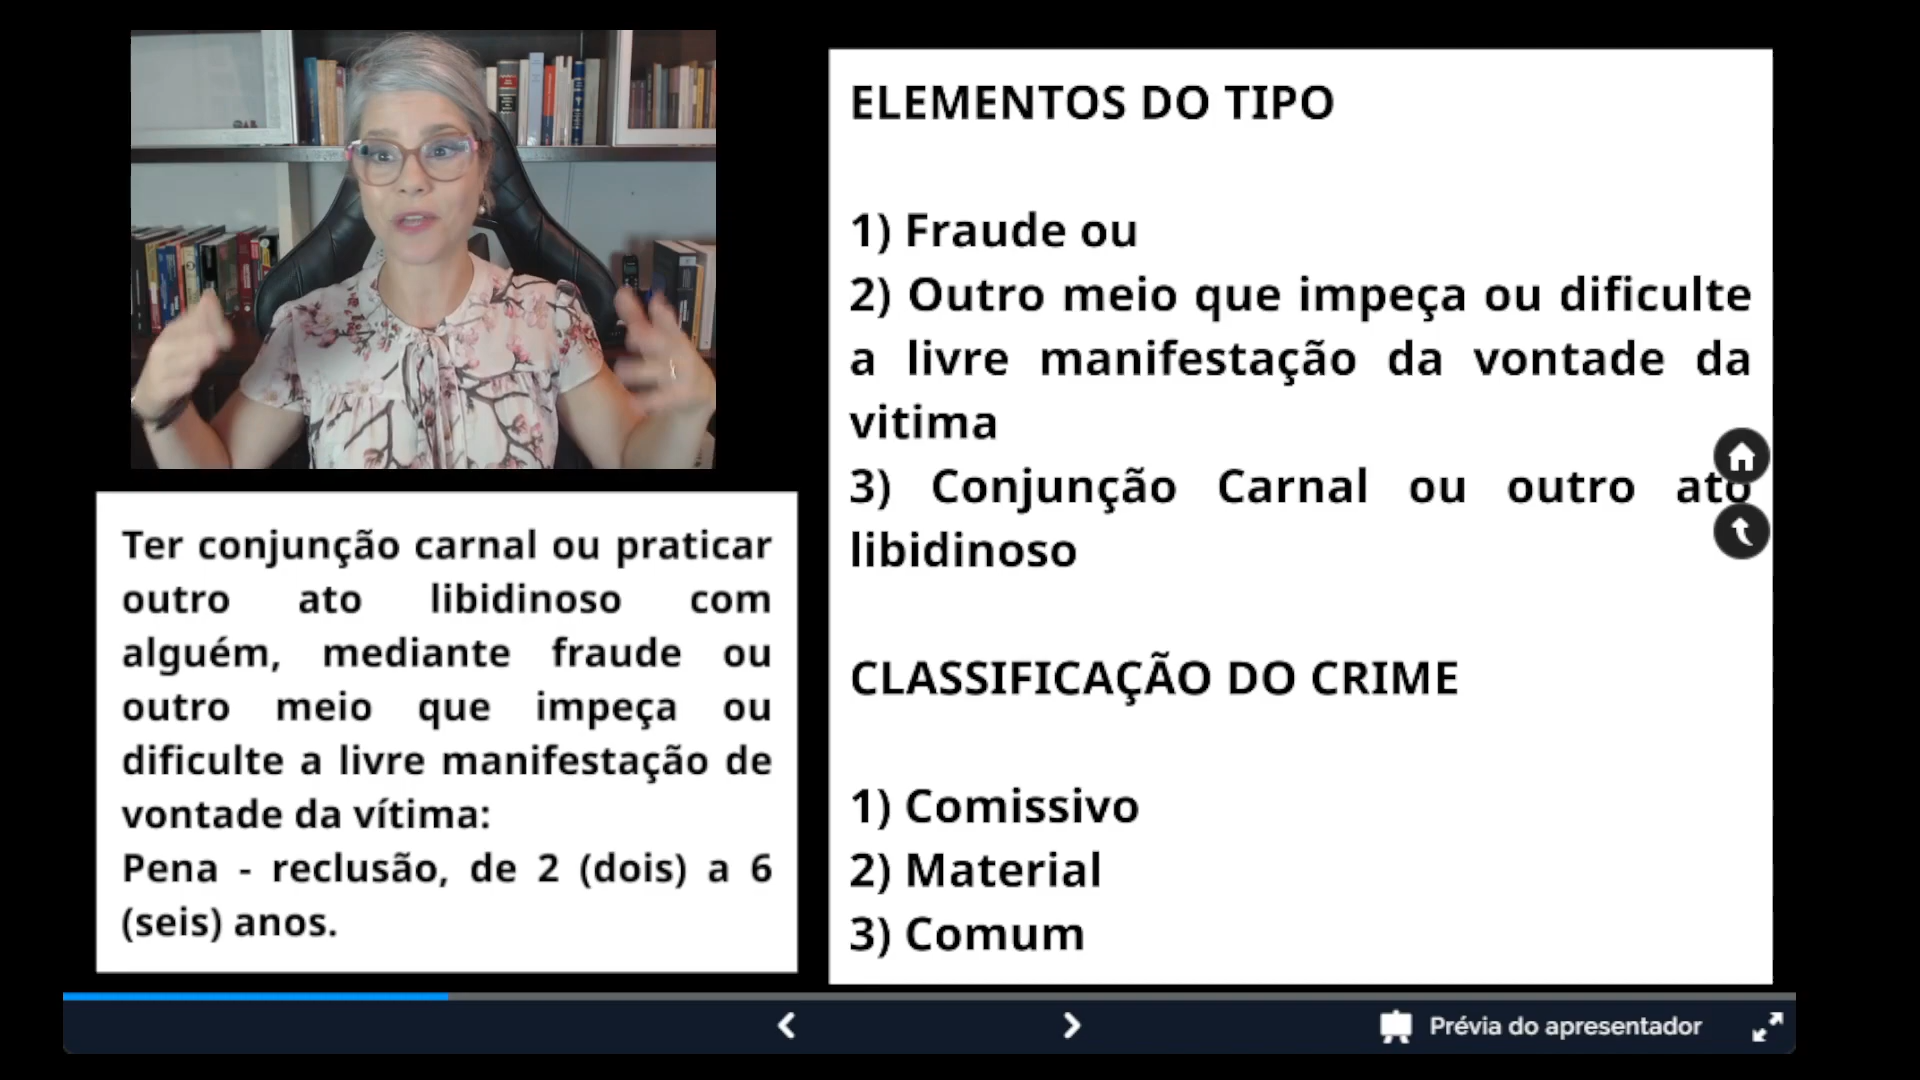 Ter conjunção carnal ou praticar
outro ato libidinoso com
alguém, mediante fraude ou
outro meio que impeça ou
dificulte a livre manifestação de
vontade da vítima:
Pena - reclusão, de 2 (dois) a 6
(seis) anos.
ELEMENTOS DO TIPO
1) Fraude ou
2) Outro meio que impeça ou dificulte
a livre manifestação da vontade da
vitima
3) Conjunção Carnal ou outro ato
libidinoso
CLASSIFICAÇÃO DO CRIME
1) Comissivo
2) Material
3) Comum
Prévia do apresentador